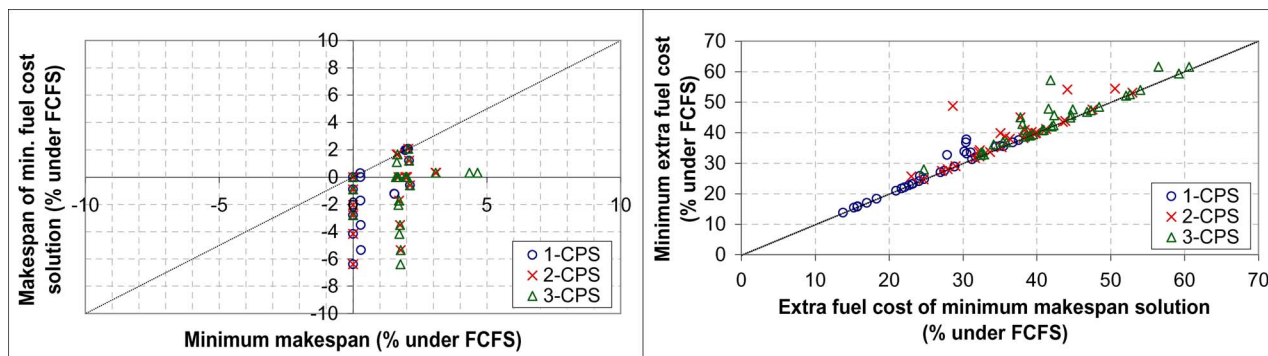 Makespan of min. fuel cost
solution (% under FCFS)
10
8
6
4
2
0
-2
-4
-6
-8
-10
-10
-5
5
10
1-CPS
2-CPS
3-CPS
Minimum makespan (% under FCFS)
Minimum extra fuel cost
(% under FCFS)
70
60
50
40
30
20
10
0
0
10
20
30
40
50
60
70
1-CPS
2-CPS
3-CPS
Extra fuel cost of minimum makespan solution
(% under FCFS)